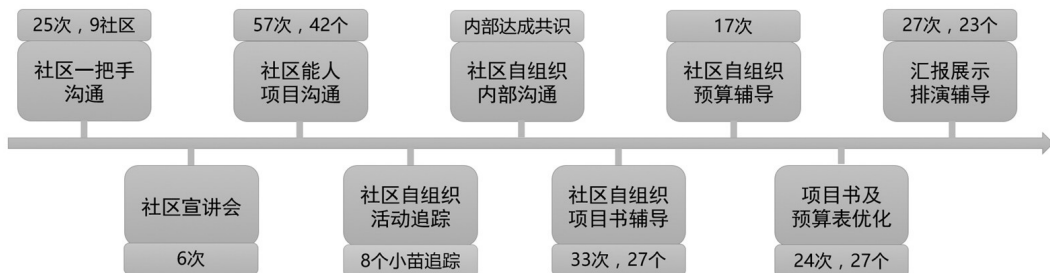 25次，9社区
社区一把手
沟通
57次，42个
社区能人
项目沟通
内部达成共识
社区自组织
内部沟通
17次
社区自组织
预算辅导
27次，23个
汇报展示
排演辅导
社区宣讲会
6次
社区自组织
活动追踪
8个小苗追踪
社区自组织
项目书辅导
33次，27个
项目书及
预算表优化
24次，27个